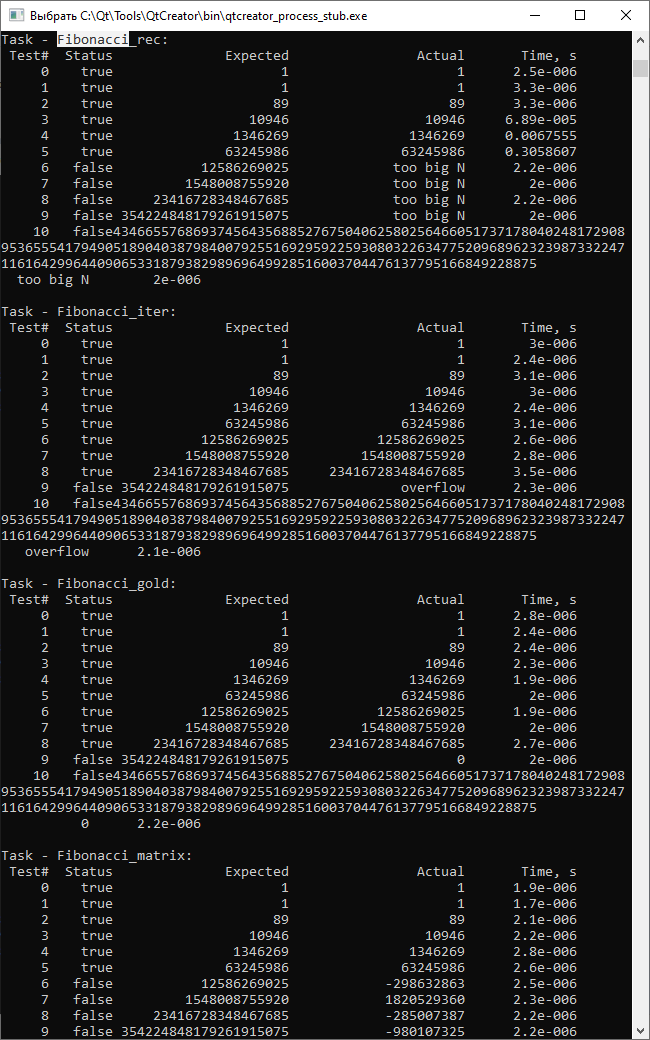 Выбрать C:\Qt\Tools\QtCreator\bin\qtcreator_process_stub.exe
Task - Fibonacci_rec:
Test# Status Expected Actual Time, s
0 true 1 1 2.5e-006
1 true 1 1 3.3e-006
2 true 89 89 3.3e-006
3 true 10946 10946 6.89e-005
4 true 1346269 1346269 0.0067555
5 true 63245986 63245986 0.3058607
6 false 12586269025 too big N 2.2e-006
7 false 1548008755920 too big N 2e-006
8 false 23416728348467685 too big N 2.2e-006
9 false 354224848179261915075 too big N 2e-006
10 false4346655768693745643568852767504062580256466051737178040248172908
95365554179490518904038798400792551692959225930803226347752096896232398733224711
71161642996440906533187938298969649928516003704476137795166849228875
too big N 2e-006
Task - Fibonacci_iter:
Test# Status Expected Actual Time, s
0 true 1 1 3e-006
1 true 1 1 2.4e-006
2 true 89 89 3.1e-006
3 true 10946 10946 3e-006
4 true 1346269 1346269 2.4e-006
5 true 63245986 63245986 3.1e-006
6 true 12586269025 12586269025 2.6e-006
7 true 1548008755920 1548008755920 2.8e-006
8 true 23416728348467685 23416728348467685 3.5e-006
9 false 354224848179261915075 overflow 2.3e-006
10 false4346655768693745643568852767504062580256466051737178040248172908
953655541794905189040387984007925516929592259308032263477520968962323987332247
1161642996440906533187938298969649928516003704476137795166849228875
overflow 2.1e-006
Task - Fibonacci_gold:
Test# Status Expected Actual Time, s
0 true 1 1 2.8e-006
1 true 1 1 2.4e-006
2 true 89 89 2.4e-006
3 true 10946 10946 2.3e-006
4 true 1346269 1346269 1.9e-006
5 true 63245986 63245986 2e-006
6 true 12586269025 12586269025 1.9e-006
7 true 1548008755920 1548008755920 2e-006
8 true 23416728348467685 23416728348467685 2.7e-006
9 false 354224848179261915075 0 2e-006
10 false4346655768693745643568852767504062580256466051737178040248172908
953655541794905189040387984007925516929592259308032263477520968962323987332247
1161642996440906533187938298969649928516003704476137795166849228875
0 2.2e-006
Task - Fibonacci_matrix:
Test# Status Expected Actual Time, s
0 true 1 1 1.9e-006
1 true 1 1 1.7e-006
2 true 89 89 2.1e-006
3 true 10946 10946 2.2e-006
4 true 1346269 1346269 2.8e-006
5 true 63245986 63245986 2.6e-006
6 false 12586269025 -298632863 2.5e-006
7 false 1548008755920 1820529360 2.3e-006
8 false 23416728348467685 -285007387 2.2e-006
9 false 354224848179261915075 -980107325 2.2e-006